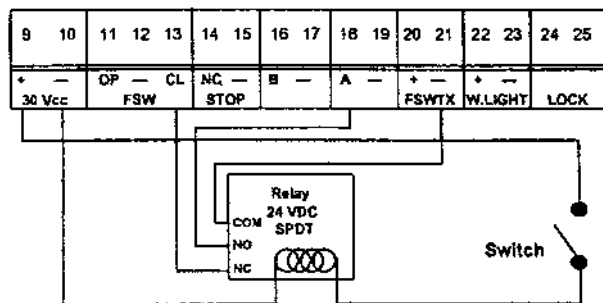 9 10 11 12 13 14 15 16 17 18 19 20 21 22 23 24 25
+ — OP — CL NC — B — A — + — + —
30 Vcc FSW STOP FSWTX W.LIGHT LOCK
Relay
24 VDC
SPDT
COM
NO
NC
Switch